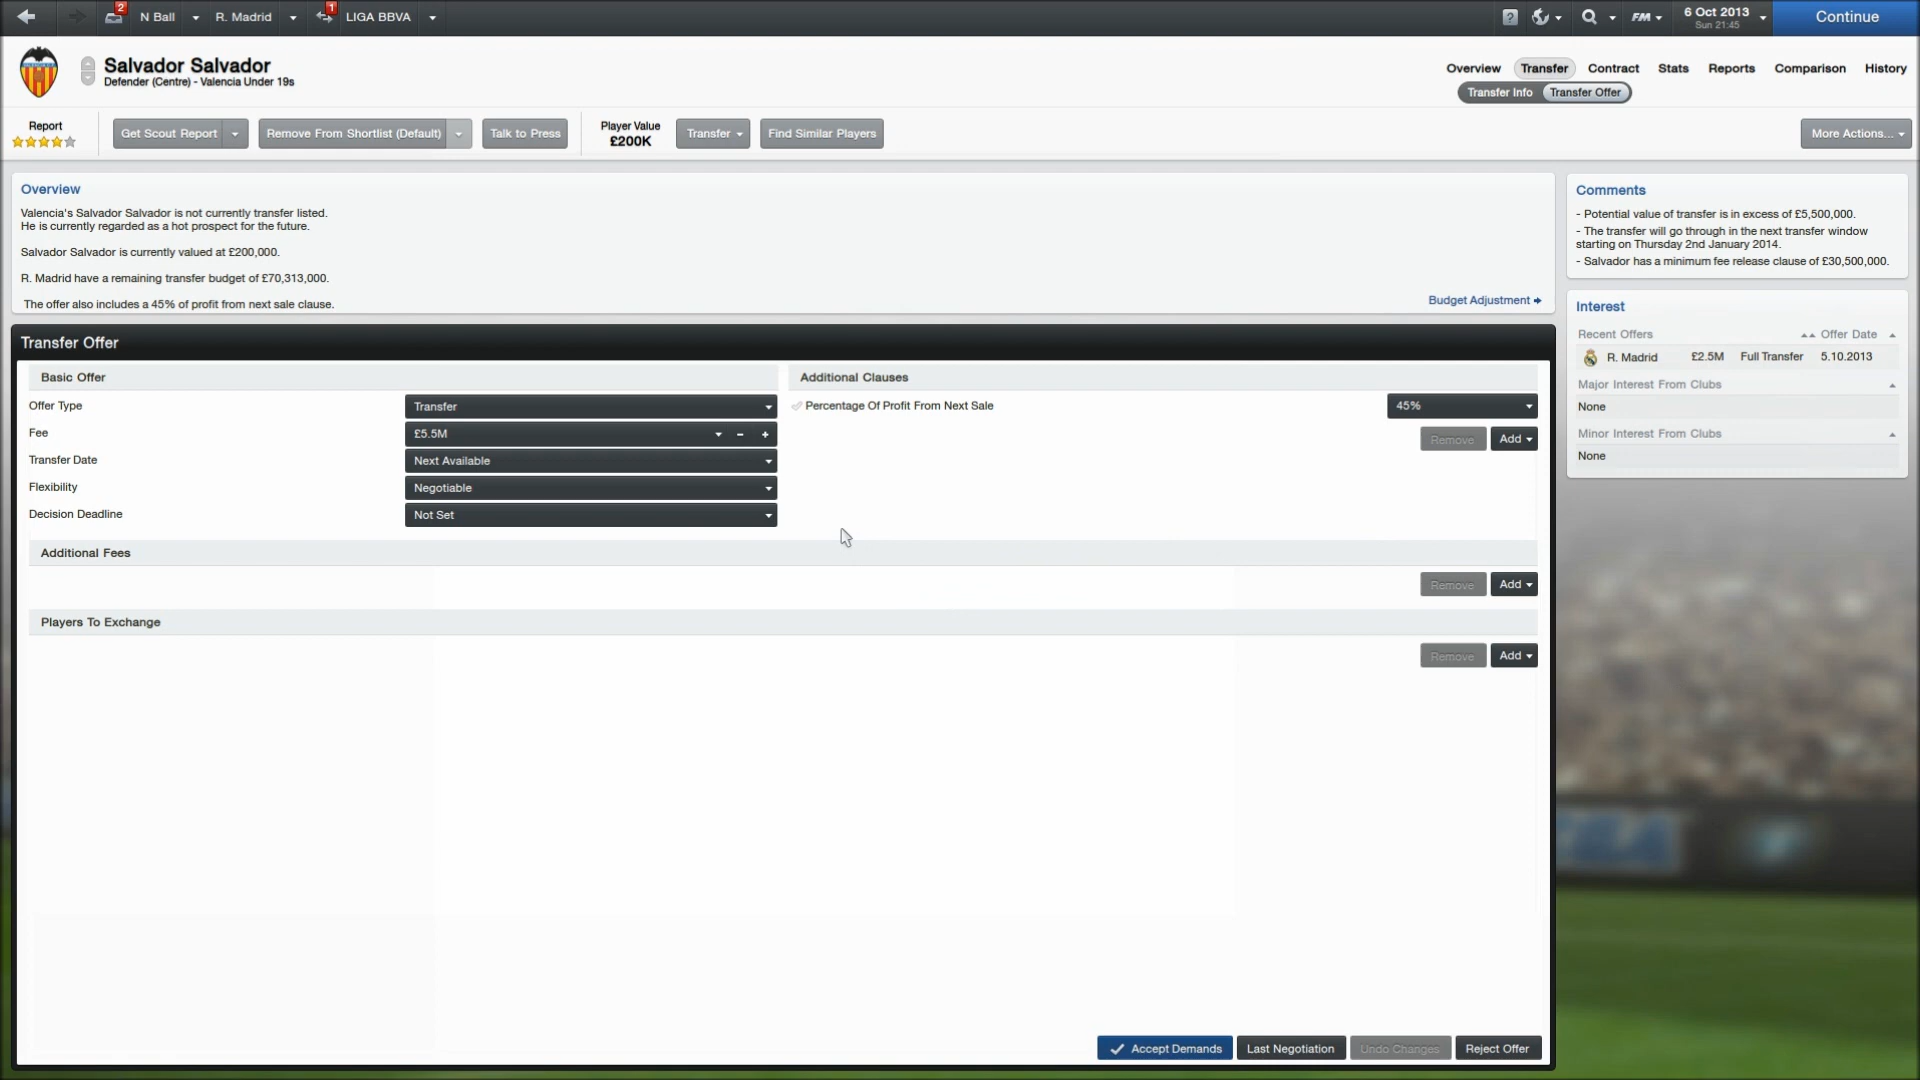 2
N Ball
R. Madrid
1
LIGA BBVA
?
FM
6 Oct 2013
Sun 21:45
Continue
Salvador Salvador
Defender (Centre) - Valencia Under 19s
Overview
Transfer
Contract
Stats
Reports
Comparison
History
Transfer Info
Transfer Offer
Report
Get Scout Report
Remove From Shortlist (Default)
Talk to Press
Player Value
£200K
Transfer
Find Similar Players
More Actions...
Overview
Valencia's Salvador Salvador is not currently transfer listed.
He is currently regarded as a hot prospect for the future.
Salvador Salvador is currently valued at £200,000.
R. Madrid have a remaining transfer budget of £70,313,000.
The offer also includes a 45% of profit from next sale clause.
Budget Adjustment
Comments
- Potential value of transfer is in excess of £5,500,000.
- The transfer will go through in the next transfer window
starting on Thursday 2nd January 2014.
- Salvador has a minimum fee release clause of £30,500,000.
Interest
Recent Offers
Offer Date
R. Madrid £2.5M Full Transfer 5.10.2013
Major Interest From Clubs
None
Minor Interest From Clubs
None
Transfer Offer
Basic Offer
Offer Type
Transfer
Fee
£5.5M
- +
Transfer Date
Next Available
Flexibility
Negotiable
Decision Deadline
Not Set
Additional Clauses
Percentage Of Profit From Next Sale
45%
Remove
Add
Additional Fees
Remove
Add
Players To Exchange
Remove
Add
Accept Demands
Last Negotiation
Undo Changes
Reject Offer